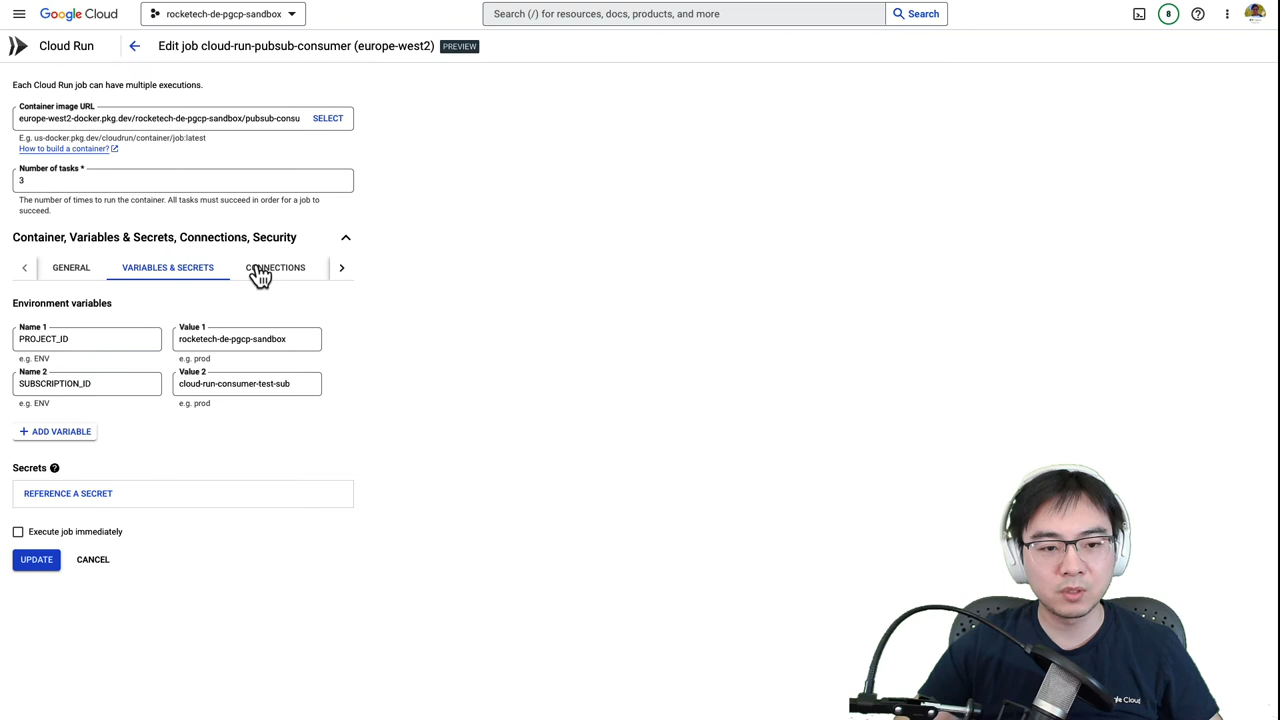 Google Cloud
rocketech-de-pgcp-sandbox
Search (/) for resources, docs, products, and more
Search
8
Cloud Run
Edit job cloud-run-pubsub-consumer (europe-west2)
PREVIEW
Each Cloud Run job can have multiple executions.
Container image URL
europe-west2-docker.pkg.dev/rocketech-de-pgcp-sandbox/pubsub-consu
SELECT
E.g. us-docker.pkg.dev/cloudrun/container/job:latest
How to build a container?
Number of tasks *
3
The number of times to run the container. All tasks must succeed in order for a job to
succeed.
Container, Variables & Secrets, Connections, Security
GENERAL
VARIABLES & SECRETS
CONNECTIONS
Environment variables
Name 1
PROJECT_ID
Value 1
rocketech-de-pgcp-sandbox
e.g. ENV
e.g. prod
Name 2
SUBSCRIPTION_ID
Value 2
cloud-run-consumer-test-sub
e.g. ENV
e.g. prod
+ ADD VARIABLE
Secrets
REFERENCE A SECRET
Execute job immediately
UPDATE
CANCEL
Cloud